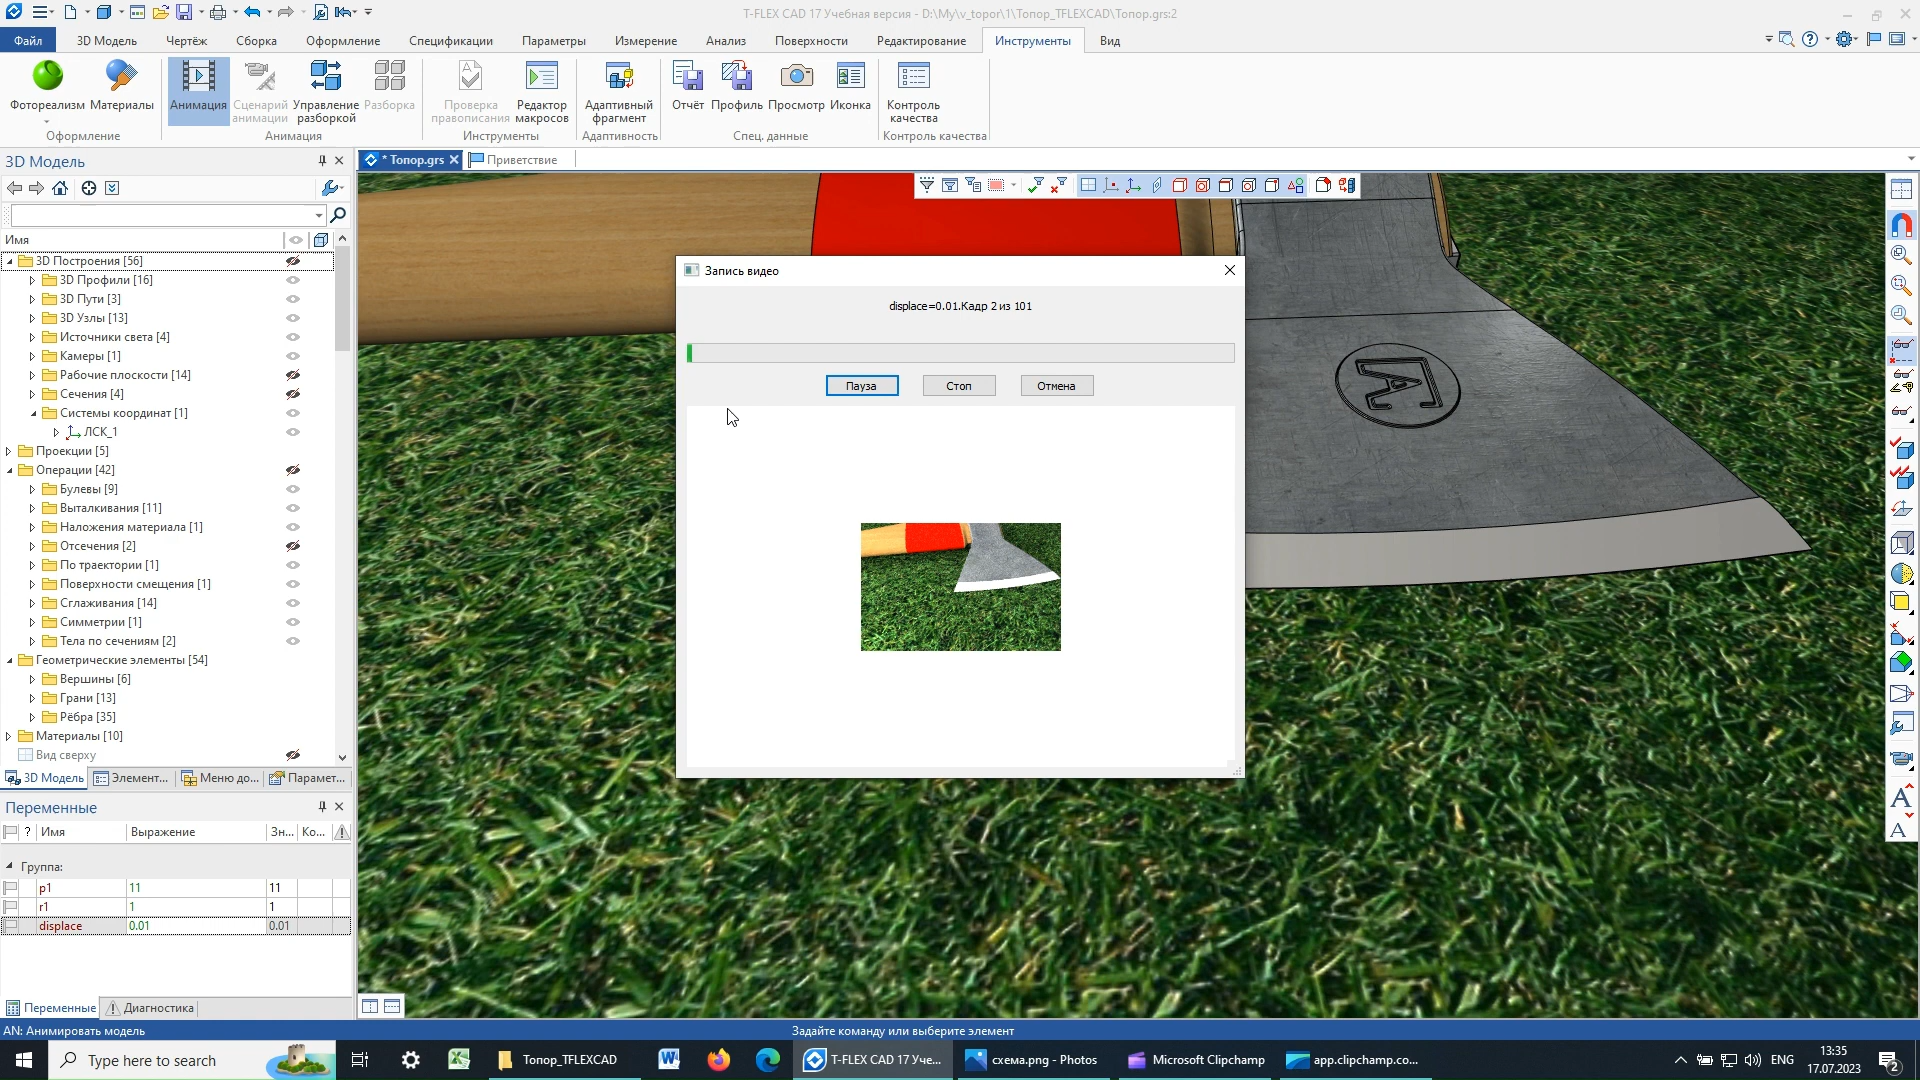 T-FLEX CAD 17 Учебная версия - D:\My\v_topor\1\Топор_TFLEXCAD\Топор.grs:2
Файл 3D Модель Чертёж Сборка Оформление Спецификации Параметры Измерение Анализ Поверхности Редактирование Инструменты Вид
Фотореализм Материалы Анимация Сценарий анимации Управление разборкой Разборка Проверка правописания Редактор макросов Адаптивный фрагмент Отчёт Профиль Просмотр Иконка Контроль качества
Оформление Анимация Инструменты Адаптивность Спец. данные Контроль качества
3D Модель
* Топор.grs
Приветствие
Имя
3D Построения [56]
3D Профили [16]
3D Пути [3]
3D Узлы [13]
Источники света [4]
Камеры [1]
Рабочие плоскости [14]
Сечения [4]
Системы координат [1]
ЛСК_1
Проекции [5]
Операции [42]
Булевы [9]
Выталкивания [11]
Наложения материала [1]
Отсечения [2]
По траектории [1]
Поверхности смещения [1]
Сглаживания [14]
Симметрии [1]
Тела по сечениям [2]
Геометрические элементы [54]
Вершины [6]
Грани [13]
Рёбра [35]
Материалы [10]
Вид сверху
3D Модель Элемент... Меню до... Парамет...
Переменные
? Имя Выражение Зн... Ко...
Группа:
p1 11 11
r1 1 1
displace 0.01 0.01
Переменные Диагностика
Запись видео
displace=0.01.Кадр 2 из 101
Пауза Стоп Отмена
AN: Анимировать модель
Задайте команду или выберите элемент
Type here to search
Топор_TFLEXCAD
T-FLEX CAD 17 Уче...
схема.png - Photos
Microsoft Clipchamp
app.clipchamp.co...
ENG
13:35
17.07.2023
2